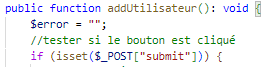 public function addUtilisateur(): void {
$error = "";
//tester si le bouton est cliqué
if (isset($_POST["submit"])) {